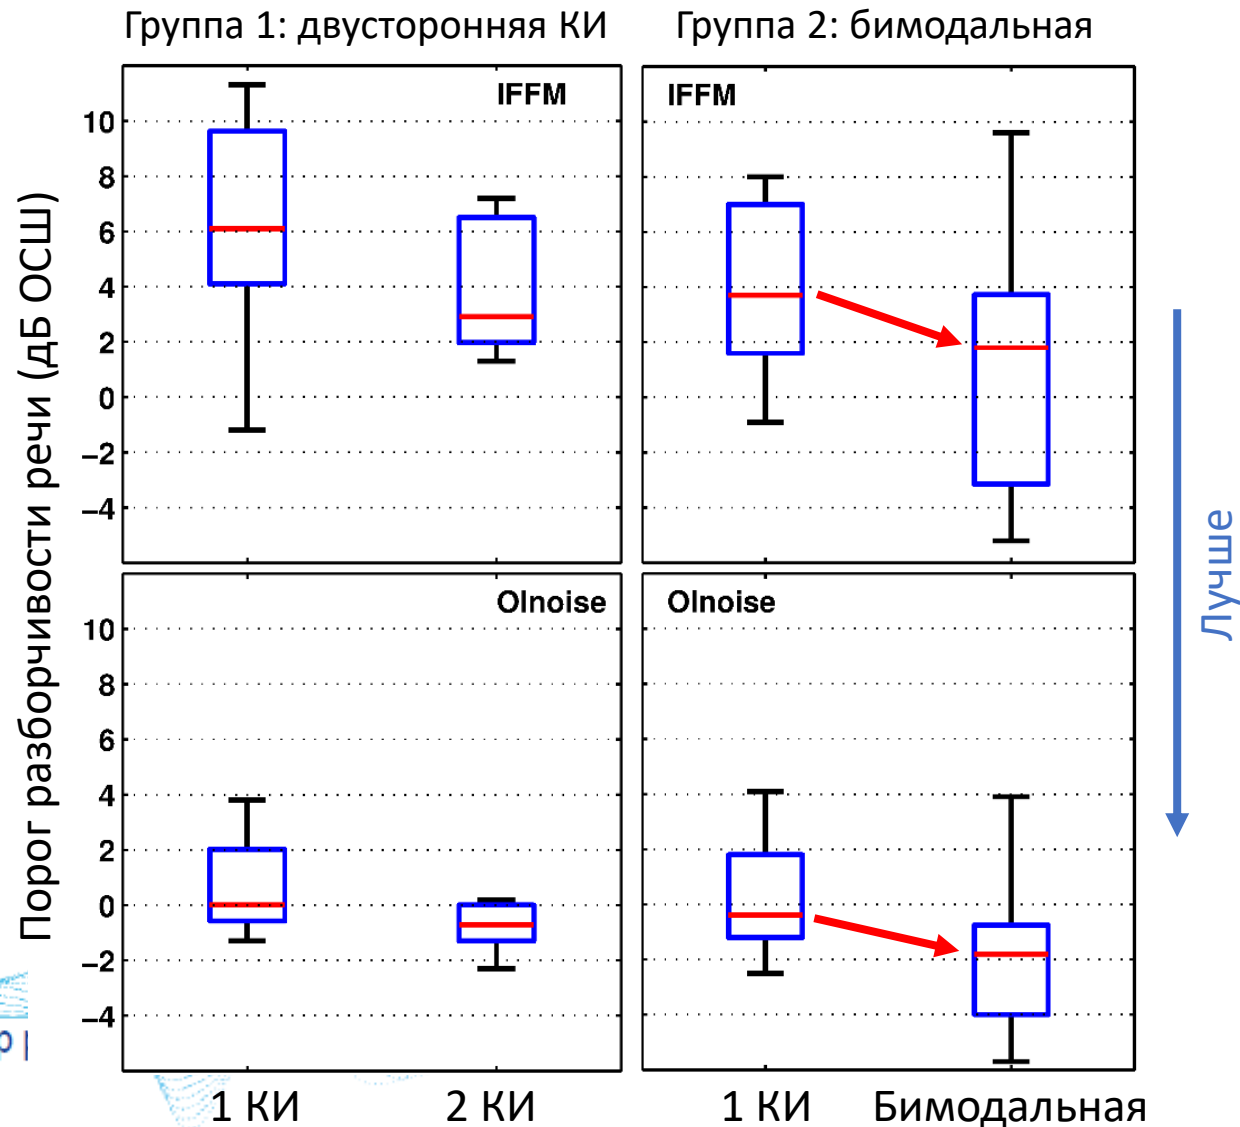 Группа 1: двусторонняя КИ
Группа 2: бимодальная
Порог разборчивости речи (дБ ОСШ)
IFFM
10
8
6
4
2
0
−2
−4
IFFM
Olnoise
10
8
6
4
2
0
−2
−4
Olnoise
Лучше
1 КИ
2 КИ
1 КИ
Бимодальная